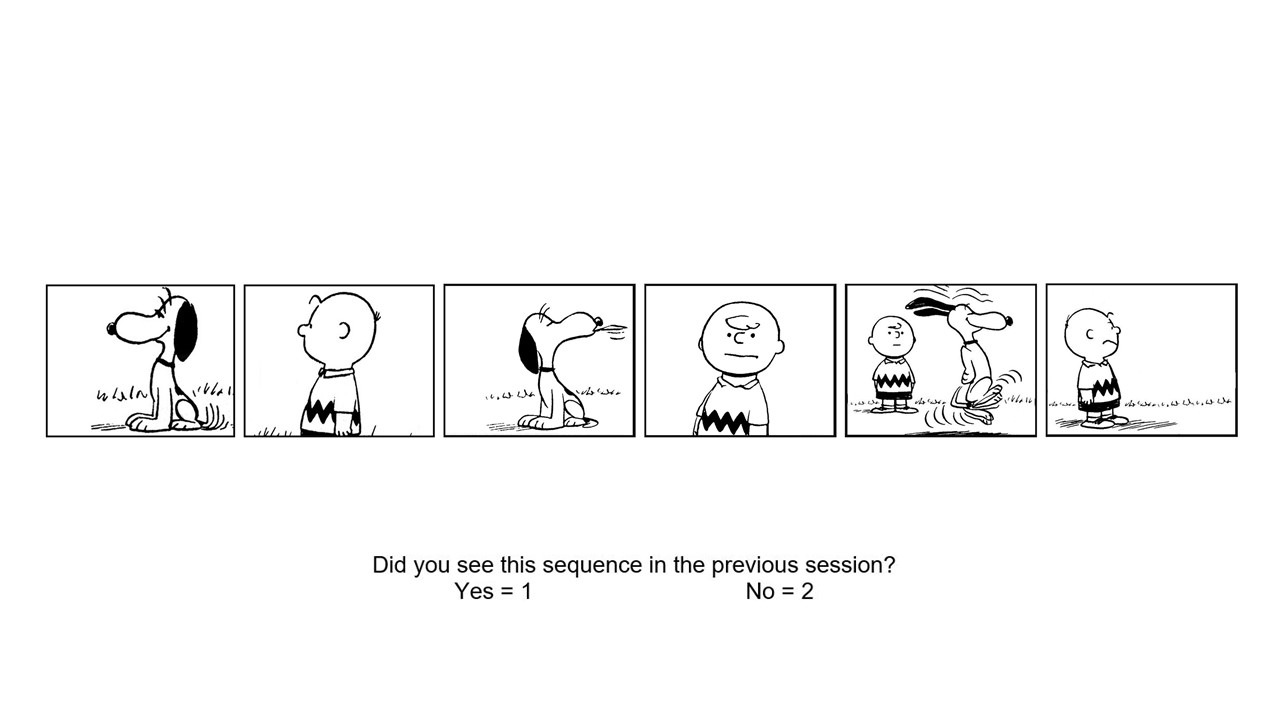 Did you see this sequence in the previous session?
Yes = 1 No = 2